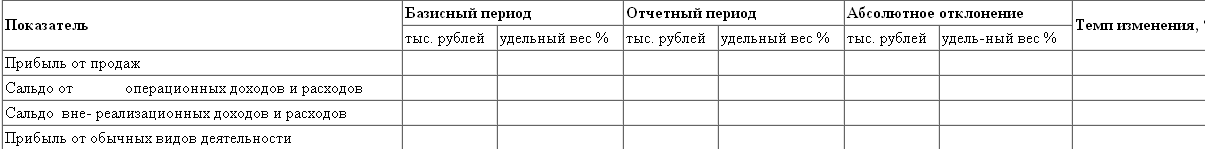 Показатель Базисный период Отчетный период Абсолютное отклонение Темп изменения, %
тыс. рублей удельный вес % тыс. рублей удельный вес % тыс. рублей удель-ный вес %
Прибыль от продаж
Сальдо от операционных доходов и расходов
Сальдо вне- реализационных доходов и расходов
Прибыль от обычных видов деятельности